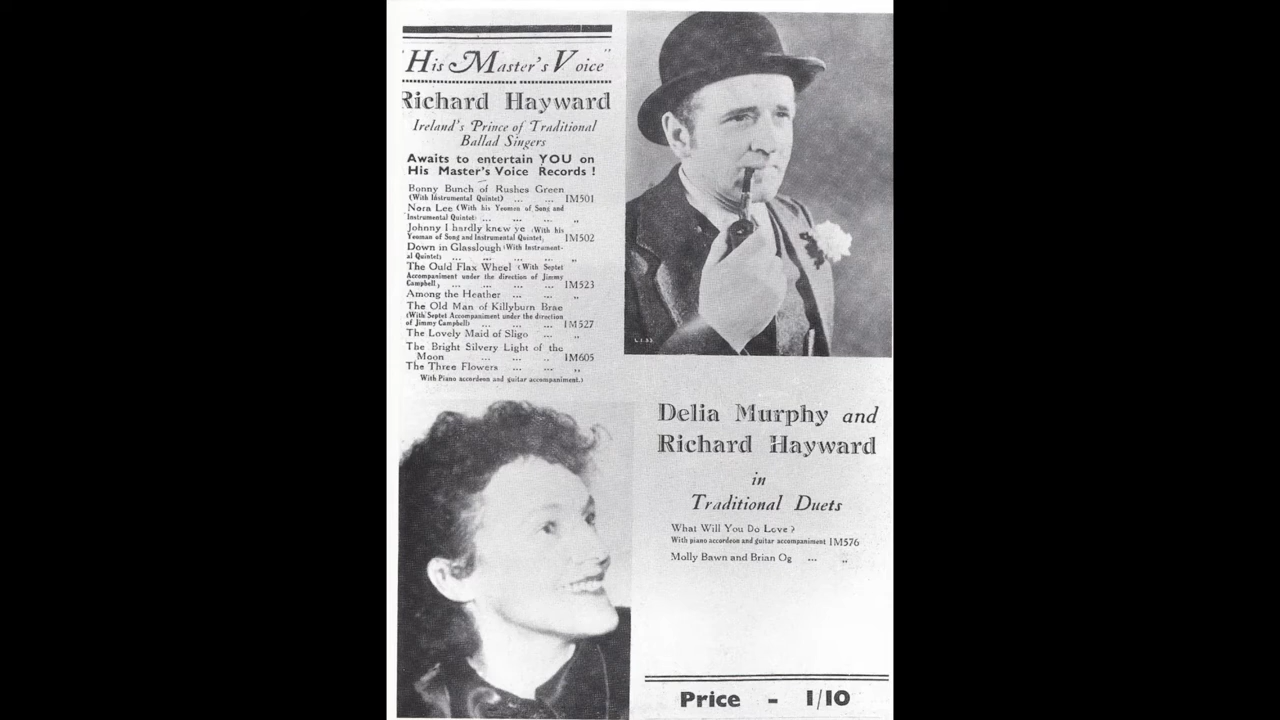 "His Master's Voice"
Richard Hayward
Ireland's Prince of Traditional
Ballad Singers
Awaits to entertain YOU on
His Master's Voice Records !
Bonny Bunch of Rushes Green
(With Instrumental Quintet) ... ... IM501
Nora Lee (With his Yeomen of Song and
Instrumental Quintet) ... ... ... „
Johnny I hardly knew ye (With his
Yeoman of Song and Instrumental Quintet, IM502
Down in Glasslough (With Instrument-
al Quintet) ... ... ... ... „
The Ould Flax Wheel (With Septet
Accompaniment under the direction of Jimmy
Campbell) ... ... ... ... IM523
Among the Heather ... ... „
The Old Man of Killyburn Brae
(With Septet Accompaniment under the direction
of Jimmy Campbell) ... ... ... IM527
The Lovely Maid of Sligo ... ... „
The Bright Silvery Light of the
Moon ... ... ... IM605
The Three Flowers ... ... „
With Piano accordeon and guitar accompaniment.)
L.I.35
Delia Murphy and
Richard Hayward
in
Traditional Duets
What Will You Do Love ?
With piano accordeon and guitar accompaniment IM576
Molly Bawn and Brian Og ... „
Price - 1/10